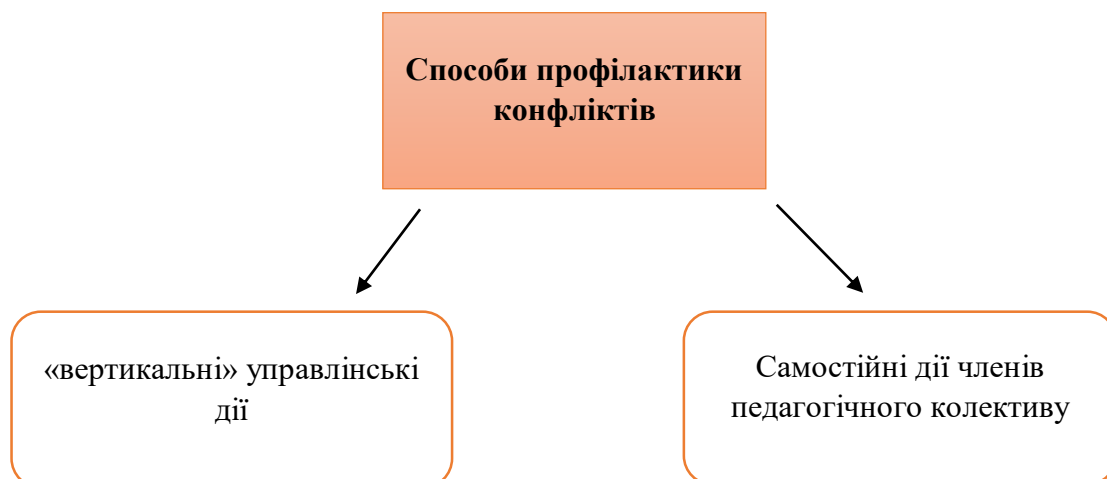 Способи профілактики
конфліктів
«вертикальні» управлінські
дії
Самостійні дії членів
педагогічного колективу